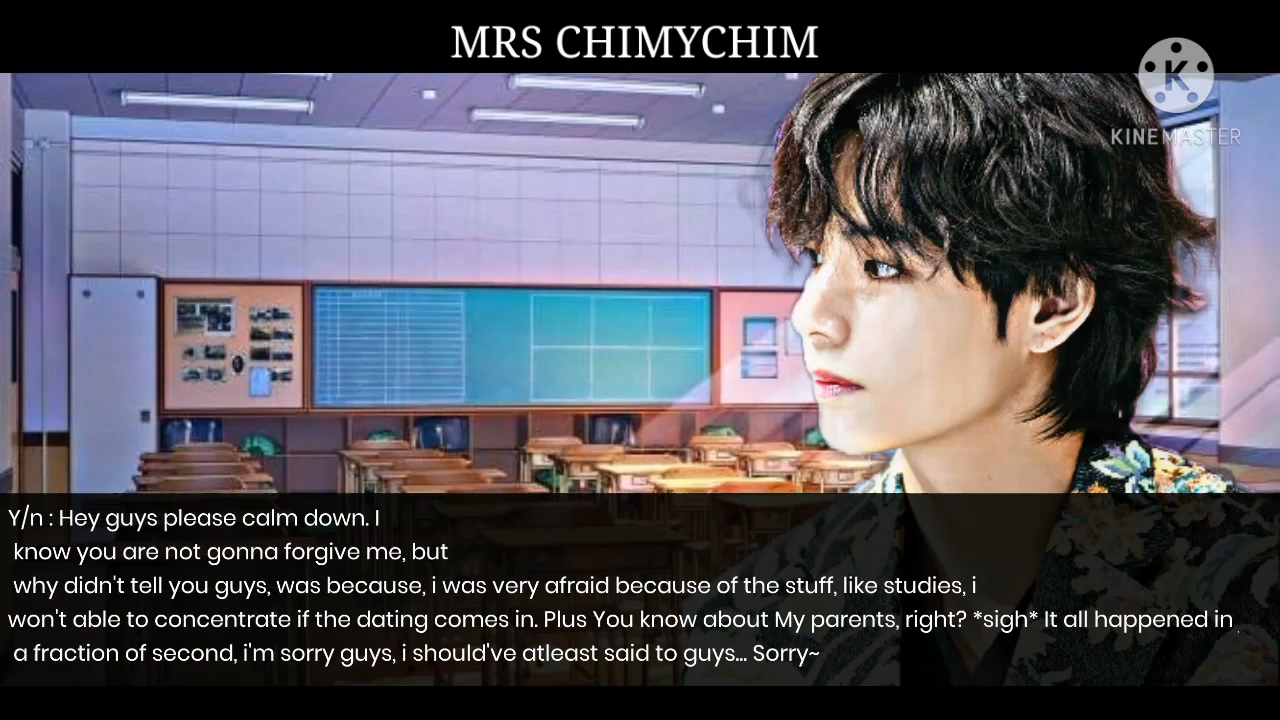 MRS CHIMYCHIM
K
KINEMASTER
Y/n : Hey guys please calm down. I
know you are not gonna forgive me, but
why didn't tell you guys, was because, i was very afraid because of the stuff, like studies, i
won't able to concentrate if the dating comes in. Plus You know about My parents, right? *sigh* It all happened in
a fraction of second, i'm sorry guys, i should've atleast said to guys... Sorry~